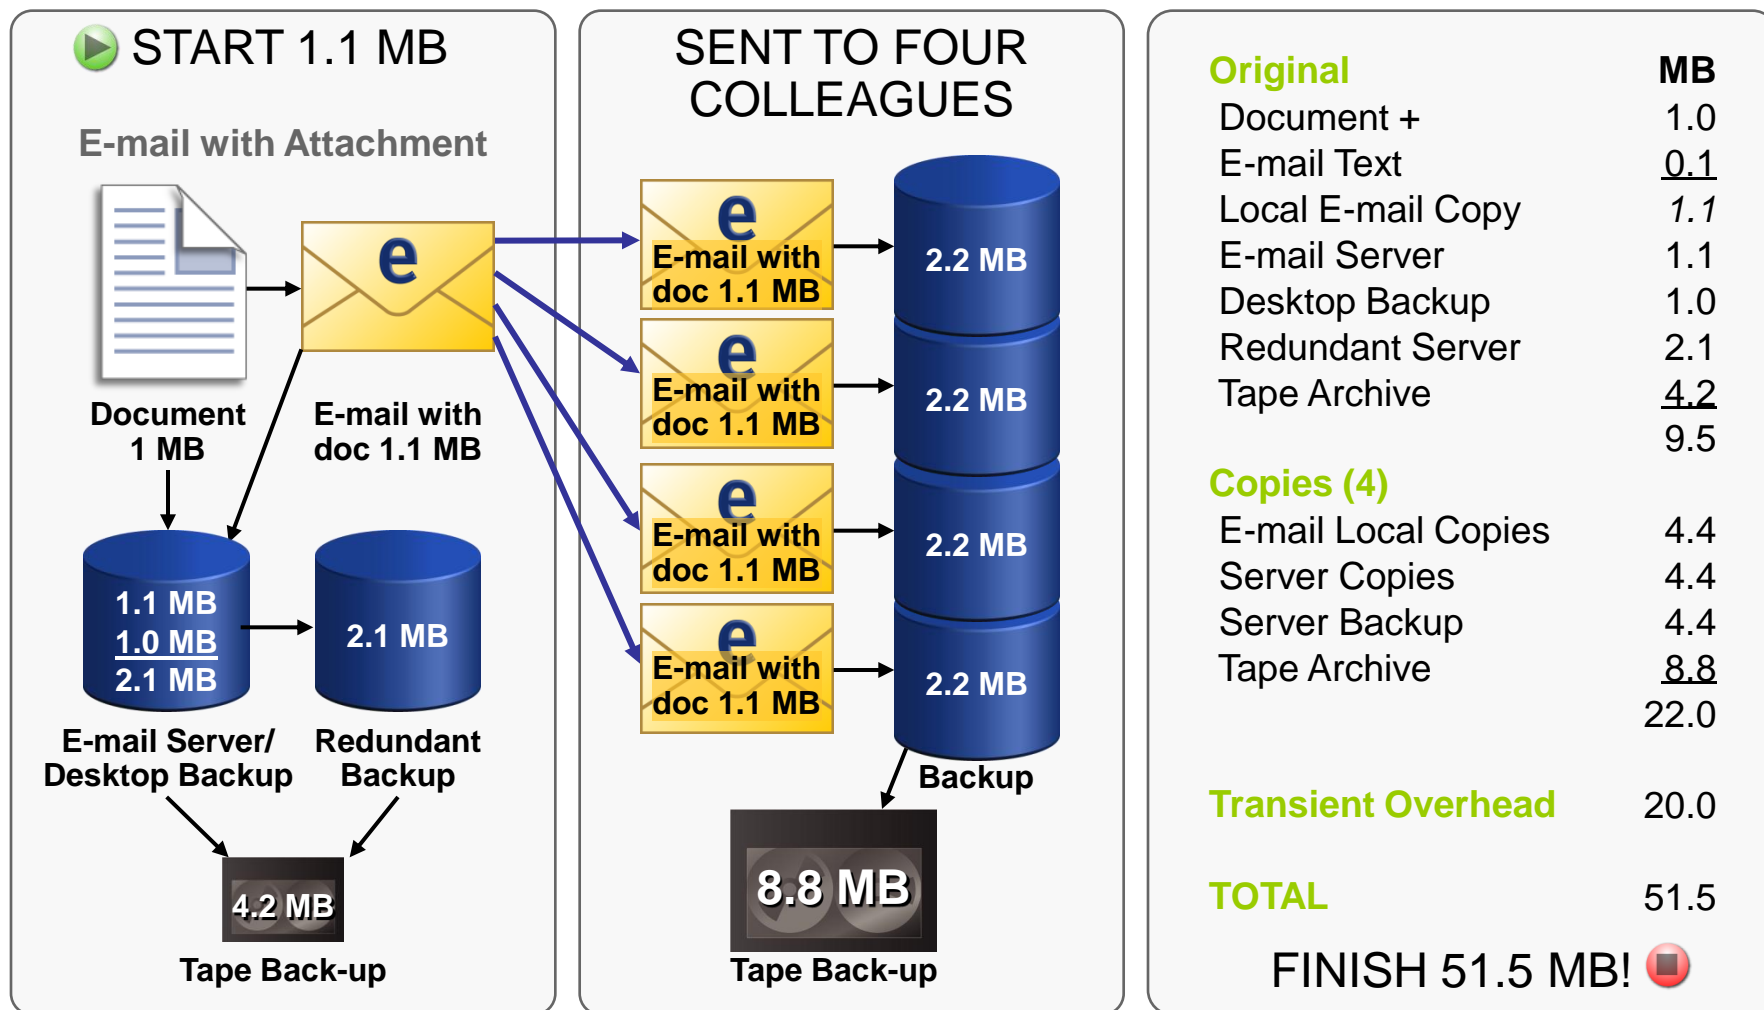 START 1.1 MB
E-mail with Attachment
e
Document
1 MB
E-mail with
doc 1.1 MB
1.1 MB
1.0 MB
2.1 MB
2.1 MB
E-mail Server/
Desktop Backup
Redundant
Backup
4.2 MB
Tape Back-up
SENT TO FOUR
COLLEAGUES
e
E-mail with
doc 1.1 MB
2.2 MB
e
E-mail with
doc 1.1 MB
2.2 MB
e
E-mail with
doc 1.1 MB
2.2 MB
e
E-mail with
doc 1.1 MB
2.2 MB
Backup
8.8 MB
Tape Back-up
Original MB
Document + 1.0
E-mail Text 0.1
Local E-mail Copy 1.1
E-mail Server 1.1
Desktop Backup 1.0
Redundant Server 2.1
Tape Archive 4.2
9.5
Copies (4)
E-mail Local Copies 4.4
Server Copies 4.4
Server Backup 4.4
Tape Archive 8.8
22.0
Transient Overhead 20.0
TOTAL 51.5
FINISH 51.5 MB!